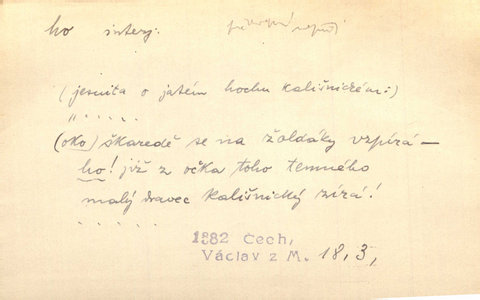 ho interj.
(jesuita o jatém hochu kališnickém:)
" . . . . .
(oko) škaredě se na žoldáky vzpírá –
ho! již z očka toho temného
malý dravec kališnický zírá!
. . . . . .
1882 Čech,
Václav z M. 18, 3,